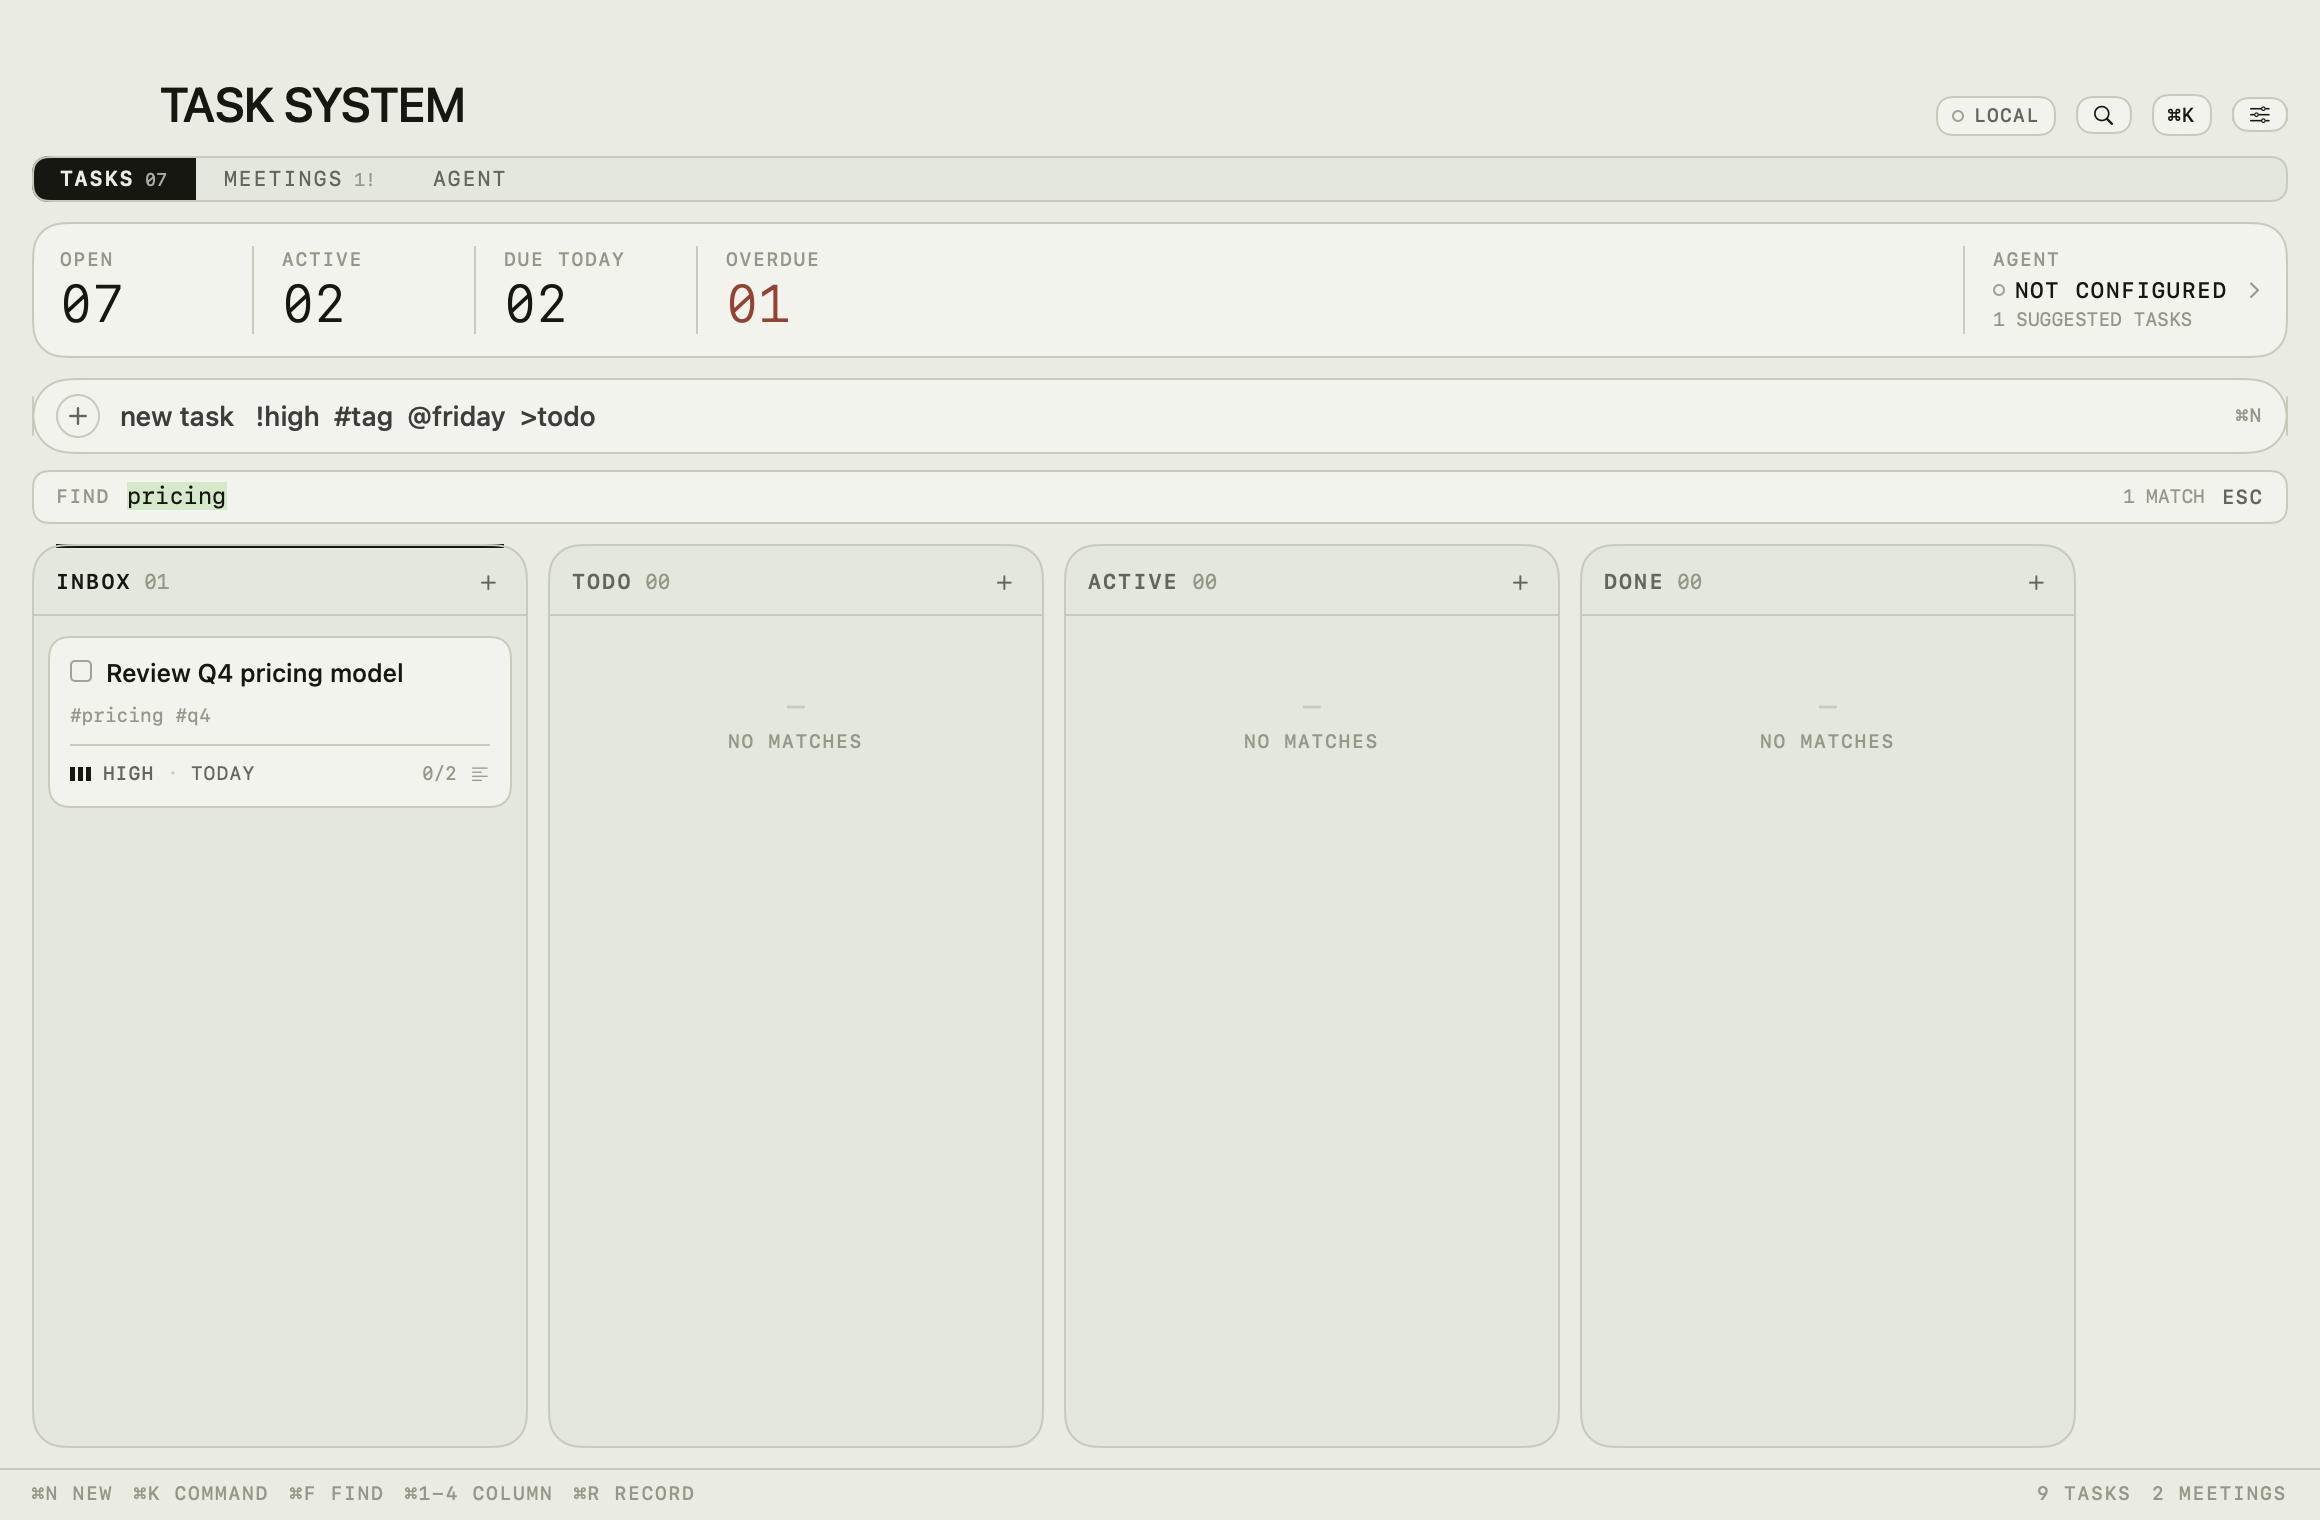 TASK SYSTEM
LOCAL
⌘K
TASKS 07 MEETINGS 1! AGENT
OPEN
07
ACTIVE
02
DUE TODAY
02
OVERDUE
01
AGENT
NOT CONFIGURED
1 SUGGESTED TASKS
new task !high #tag @friday >todo ⌘N
FIND pricing 1 MATCH ESC
INBOX 01 +
Review Q4 pricing model
#pricing #q4
HIGH · TODAY 0/2
TODO 00 +
—
NO MATCHES
ACTIVE 00 +
—
NO MATCHES
DONE 00 +
—
NO MATCHES
⌘N NEW ⌘K COMMAND ⌘F FIND ⌘1–4 COLUMN ⌘R RECORD 9 TASKS 2 MEETINGS